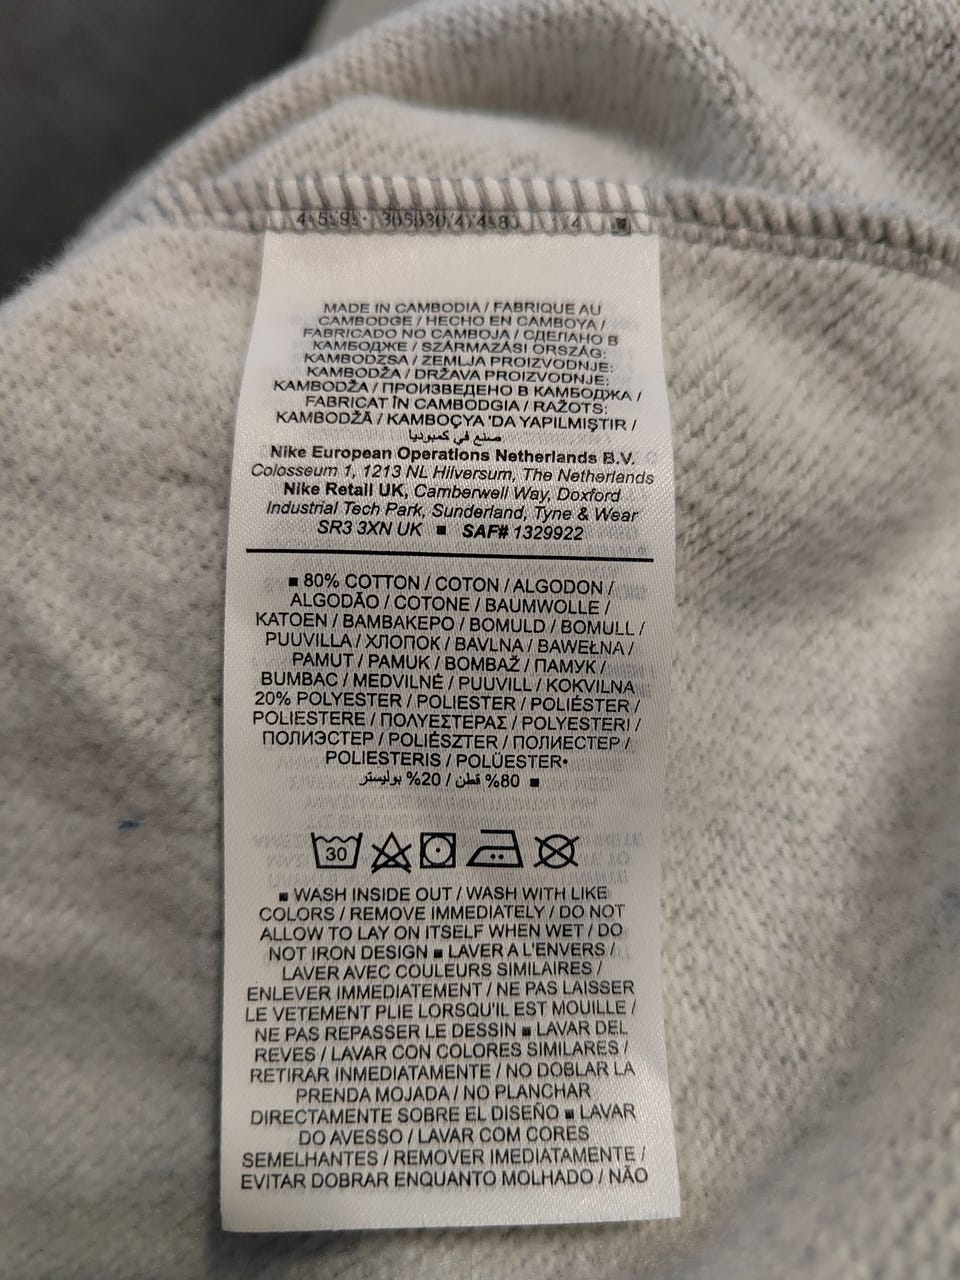 MADE IN CAMBODIA / FABRIQUE AU
CAMBODGE / HECHO EN CAMBOYA /
FABRICADO NO CAMBOJA / СДЕЛАНО В
КАМБОДЖЕ / SZÁRMAZÁSI ORSZÁG:
KAMBODZSA / ZEMLJA PROIZVODNJE:
KAMBODŽA / DRŽAVA PROIZVODNJE:
KAMBODŽA / ПРОИЗВЕДЕНО В КАМБОДЖА /
FABRICAT ÎN CAMBODGIA / RAŽOTS:
KAMBODŽĀ / KAMBOÇYA 'DA YAPILMIŞTIR /
صنع في كمبوديا
Nike European Operations Netherlands B.V.
Colosseum 1, 1213 NL Hilversum, The Netherlands
Nike Retail UK, Camberwell Way, Doxford
Industrial Tech Park, Sunderland, Tyne & Wear
SR3 3XN UK ■ SAF# 1329922
■ 80% COTTON / COTON / ALGODON /
ALGODÃO / COTONE / BAUMWOLLE /
KATOEN / ΒΑΜΒΑΚΕΡΟ / BOMULD / BOMULL /
PUUVILLA / ХЛОПОК / BAVLNA / BAWEŁNA /
PAMUT / PAMUK / BOMBAŽ / ПАМУК /
BUMBAC / MEDVILNĖ / PUUVILL / KOKVILNA
20% POLYESTER / POLIESTER / POLIÉSTER /
POLIESTERE / ΠΟΛΥΕΣΤΕΡΑΣ / POLYESTERI /
ПОЛИЭСТЕР / POLIÉSZTER / ПОЛИЕСТЕР /
POLIESTERIS / POLÜESTER•
■ 80% قطن / 20% بوليستر
30
■ WASH INSIDE OUT / WASH WITH LIKE
COLORS / REMOVE IMMEDIATELY / DO NOT
ALLOW TO LAY ON ITSELF WHEN WET / DO
NOT IRON DESIGN ■ LAVER A L'ENVERS /
LAVER AVEC COULEURS SIMILAIRES /
ENLEVER IMMEDIATEMENT / NE PAS LAISSER
LE VETEMENT PLIE LORSQU'IL EST MOUILLE /
NE PAS REPASSER LE DESSIN ■ LAVAR DEL
REVES / LAVAR CON COLORES SIMILARES /
RETIRAR INMEDIATAMENTE / NO DOBLAR LA
PRENDA MOJADA / NO PLANCHAR
DIRECTAMENTE SOBRE EL DISEÑO ■ LAVAR
DO AVESSO / LAVAR COM CORES
SEMELHANTES / REMOVER IMEDIATAMENTE /
EVITAR DOBRAR ENQUANTO MOLHADO / NÃO